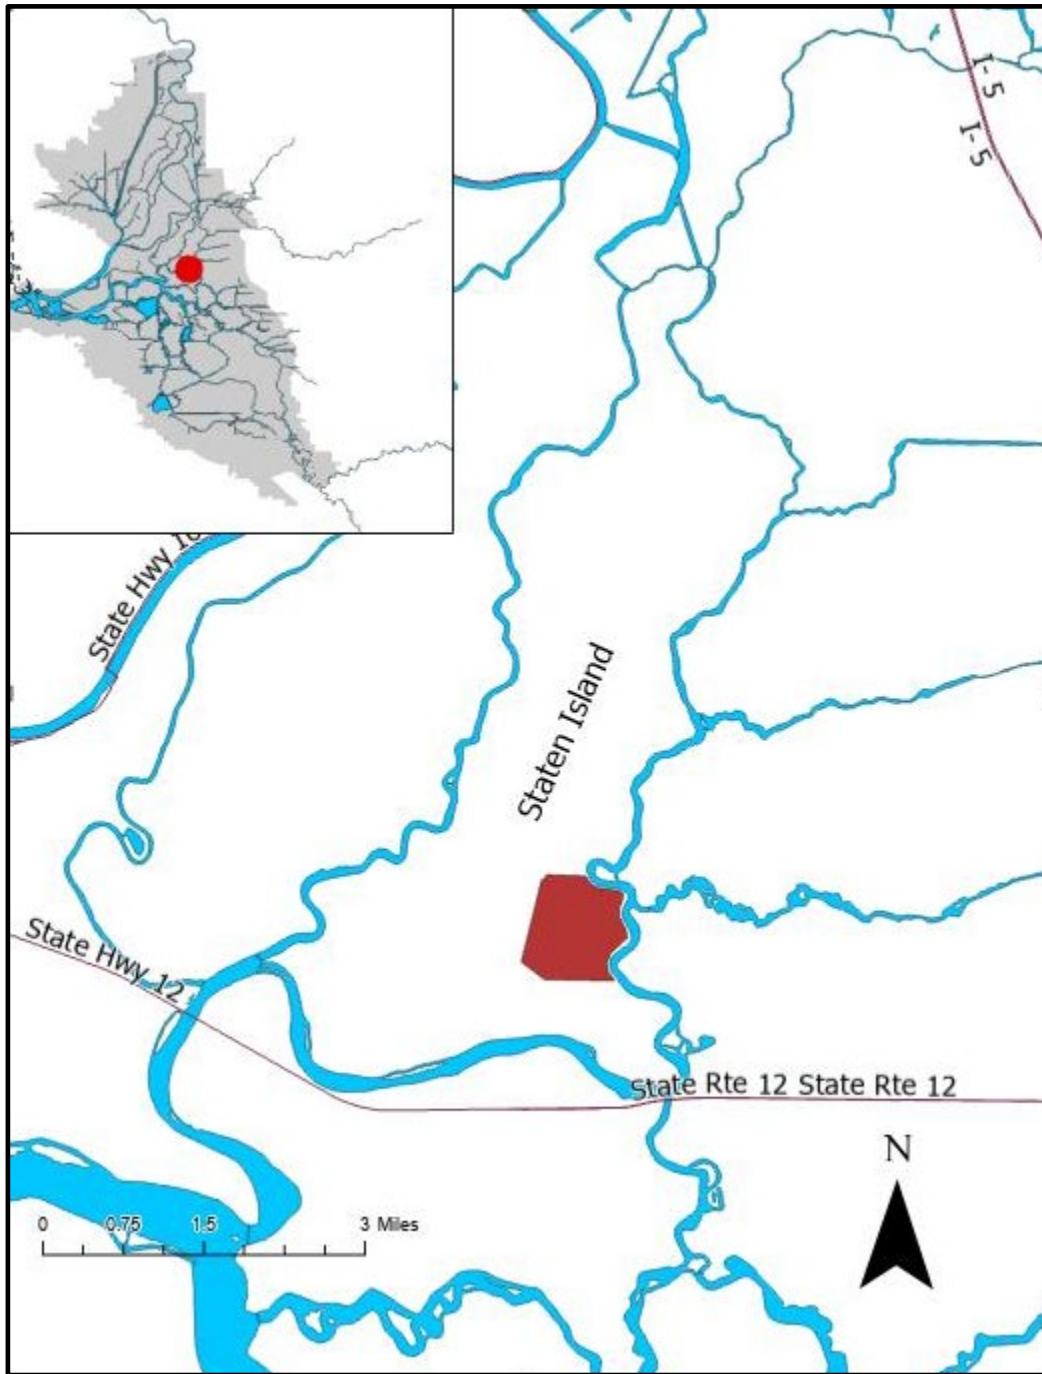 I-5
I-5
State Hwy 16
Staten Island
State Hwy 12
State Rte 12 State Rte 12
N
0 0.75 1.5 3 Miles